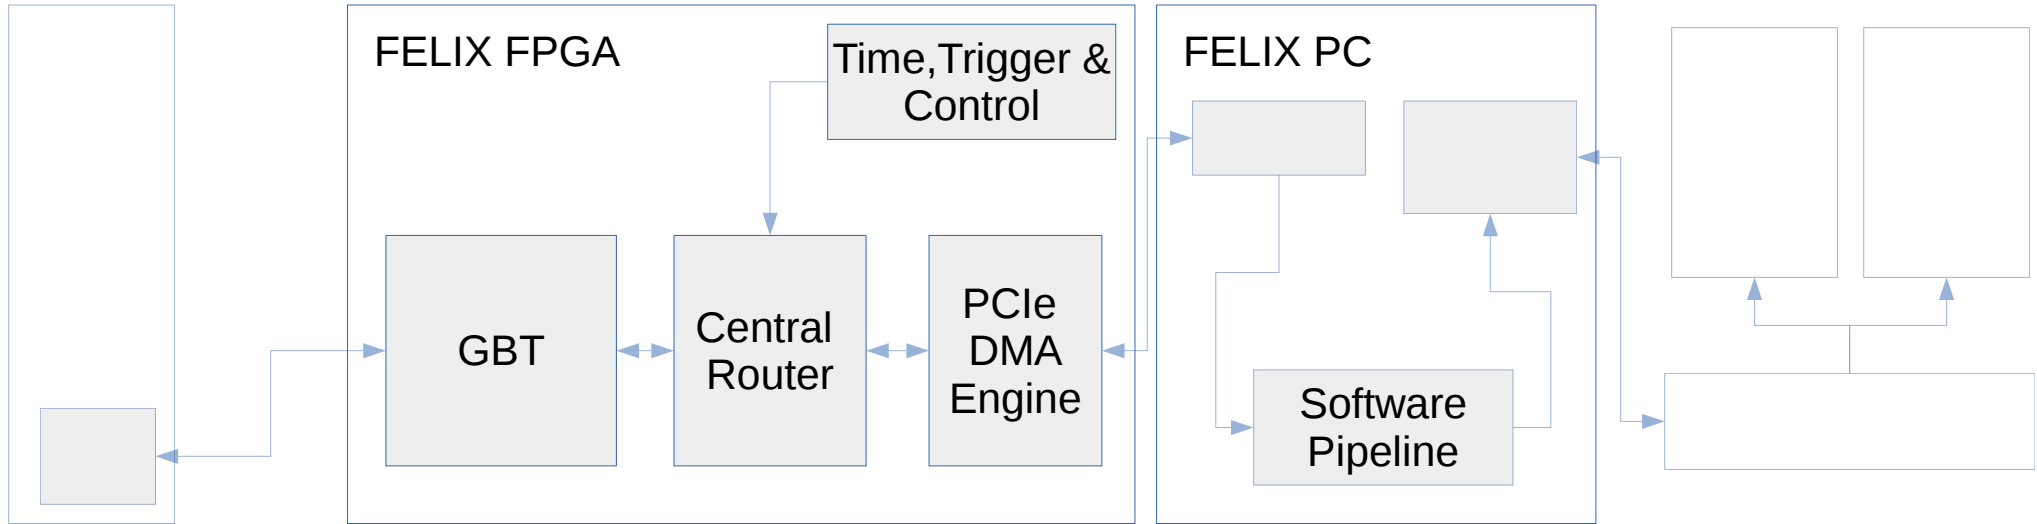 FELIX FPGA
Time,Trigger &
Control
FELIX PC
GBT
Central
Router
PCIe
DMA
Engine
Software
Pipeline